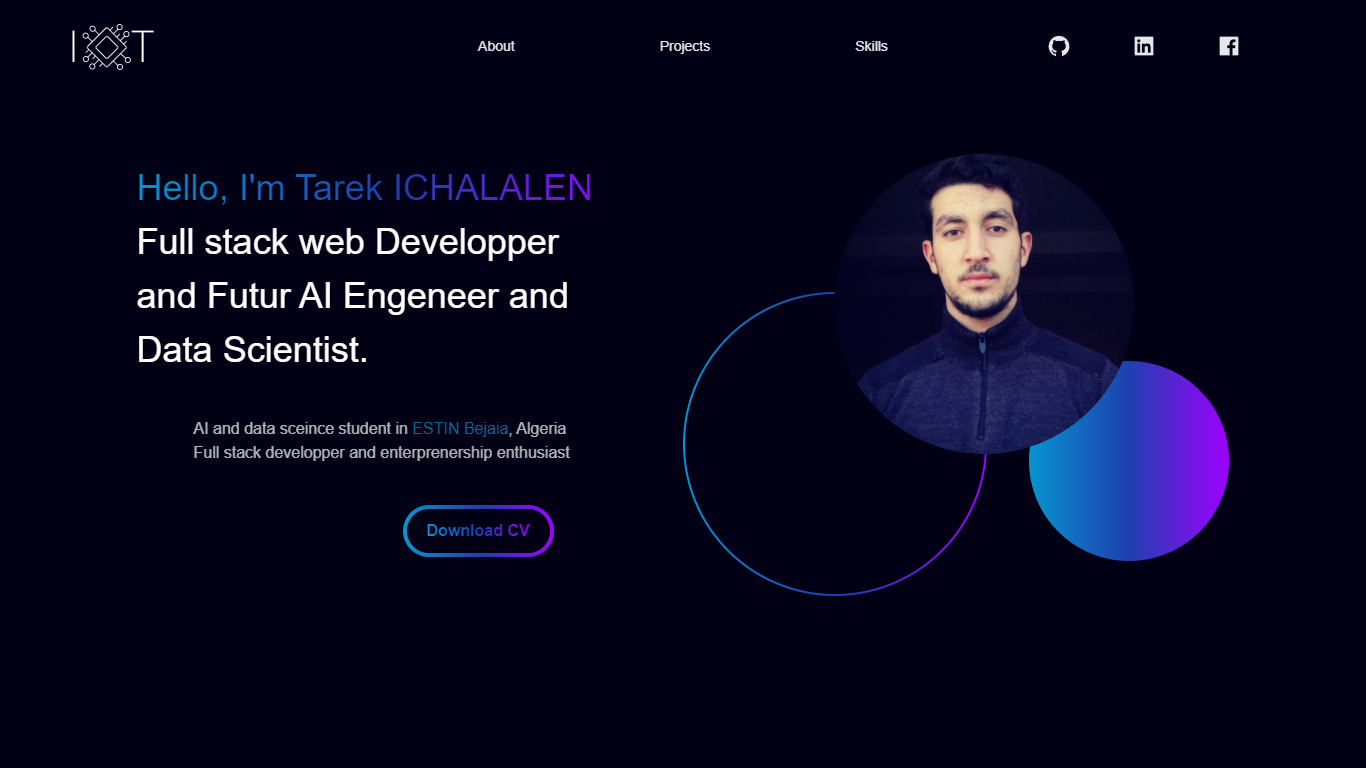 IOT
About
Projects
Skills
Hello, I'm Tarek ICHALALEN
Full stack web Developper
and Futur AI Engeneer and
Data Scientist.
AI and data sceince student in ESTIN Bejaia, Algeria
Full stack developper and enterprenership enthusiast
Download CV